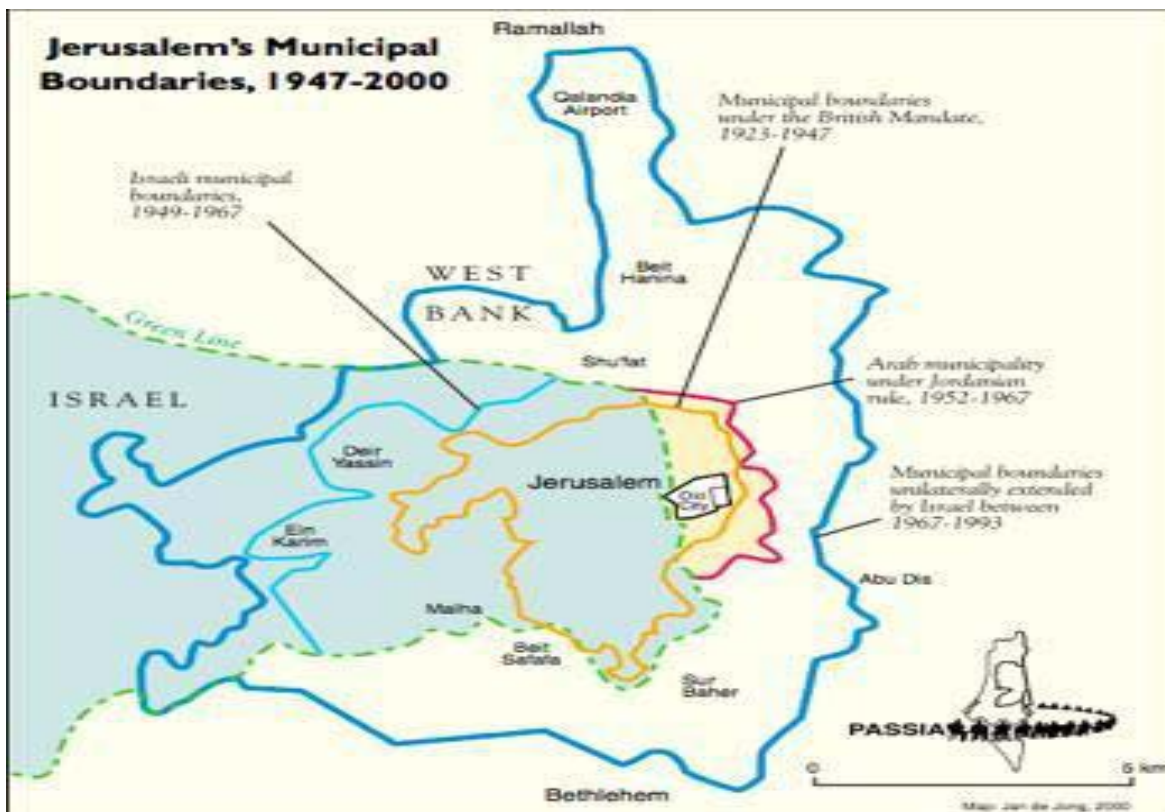 Jerusalem's Municipal
Boundaries, 1947-2000
Ramallah
Qalandia
Airport
Municipal boundaries
under the British Mandate,
1923-1947
Israeli municipal
boundaries,
1949-1967
WEST
BANK
Beit
Hanina
Green Line
Shu'fat
Arab municipality
under Jordanian
rule, 1952-1967
ISRAEL
Deir
Yassin
Jerusalem
Old
City
Municipal boundaries
unilaterally extended
by Israel between
1967-1993
Ein
Karim
Abu Dis
Malha
Beit
Safafa
Sur
Baher
PASSIA
0 5 km
Bethlehem
Map: Jan de Jong, 2000